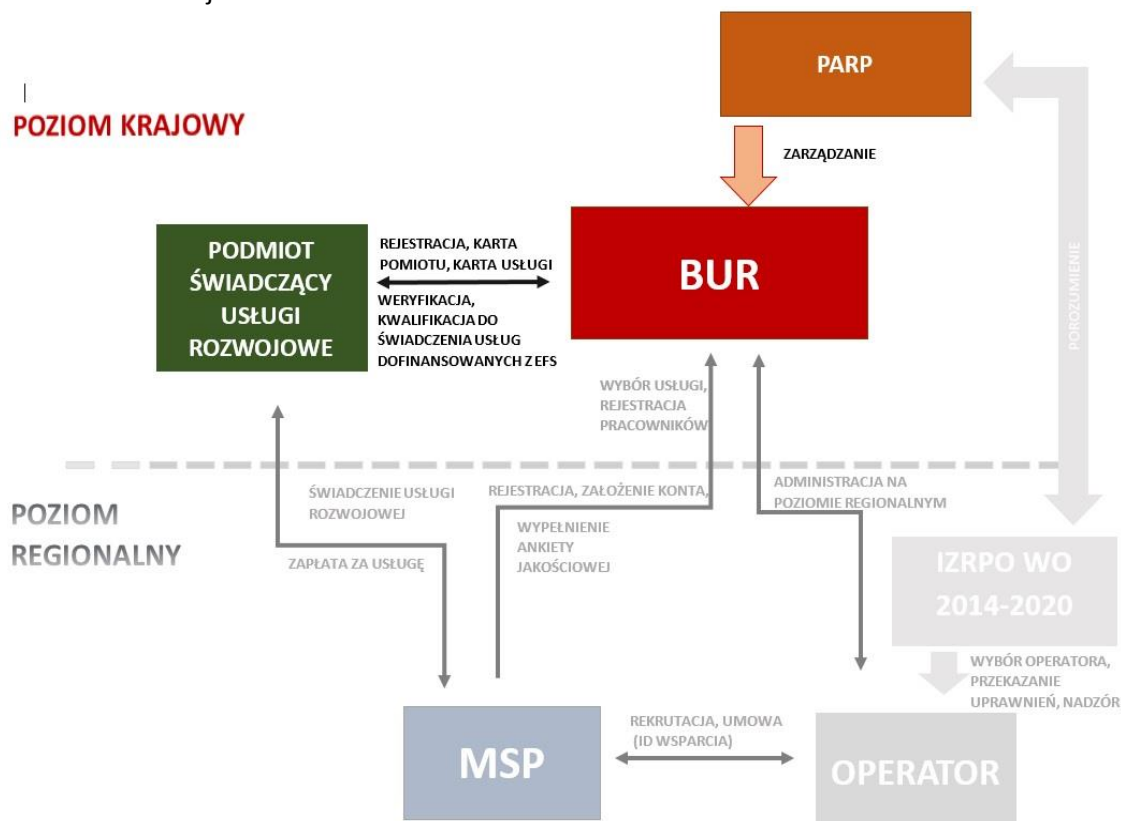 PARP
POZIOM KRAJOWY
ZARZĄDZANIE
PODMIOT
ŚWIADCZĄCY
USŁUGI
ROZWOJOWE
REJESTRACJA, KARTA
POMIOTU, KARTA USŁUGI
WERYFIKACJA,
KWALIFIKACJA DO
ŚWIADCZENIA USŁUG
DOFINANSOWANYCH Z EFS
BUR
POROZUMIENIE
WYBÓR USŁUGI,
REJESTRACJA
PRACOWNIKÓW
POZIOM
REGIONALNY
ŚWIADCZENIE USŁUGI
ROZWOJOWEJ
ZAPŁATA ZA USŁUGĘ
REJESTRACJA, ZAŁOŻENIE KONTA,
WYPEŁNIENIE
ANKIETY
JAKOŚCIOWEJ
ADMINISTRACJA NA
POZIOMIE REGIONALNYM
IZRPO WO
2014-2020
WYBÓR OPERATORA,
PRZEKAZANIE
UPRAWNIEŃ, NADZÓR
MSP
REKRUTACJA, UMOWA
(ID WSPARCIA)
OPERATOR